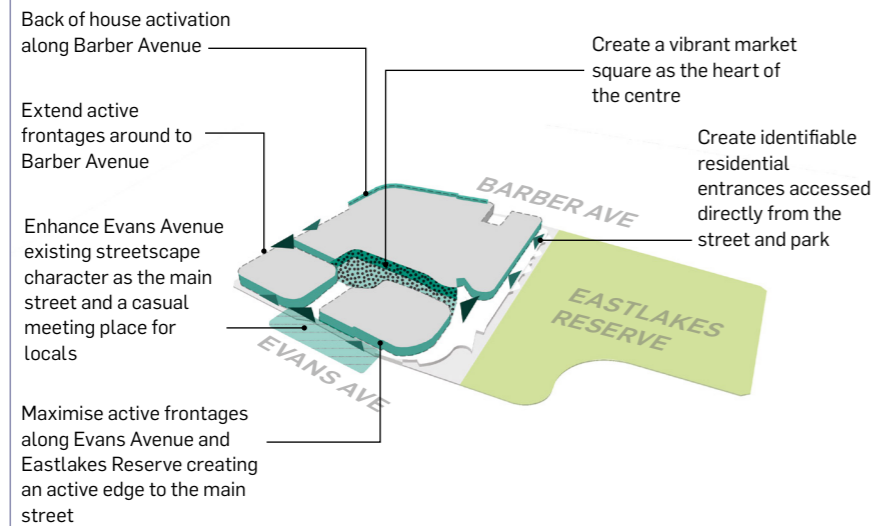 Back of house activation
along Barber Avenue
Extend active
frontages around to
Barber Avenue
Enhance Evans Avenue
existing streetscape
character as the main
street and a casual
meeting place for
locals
Maximise active frontages
along Evans Avenue and
Eastlakes Reserve creating
an active edge to the main
street
Create a vibrant market
square as the heart of
the centre
Create identifiable
residential
entrances accessed
directly from the
street and park
BARBER AVE
EASTLAKES
RESERVE
EVANS AVE